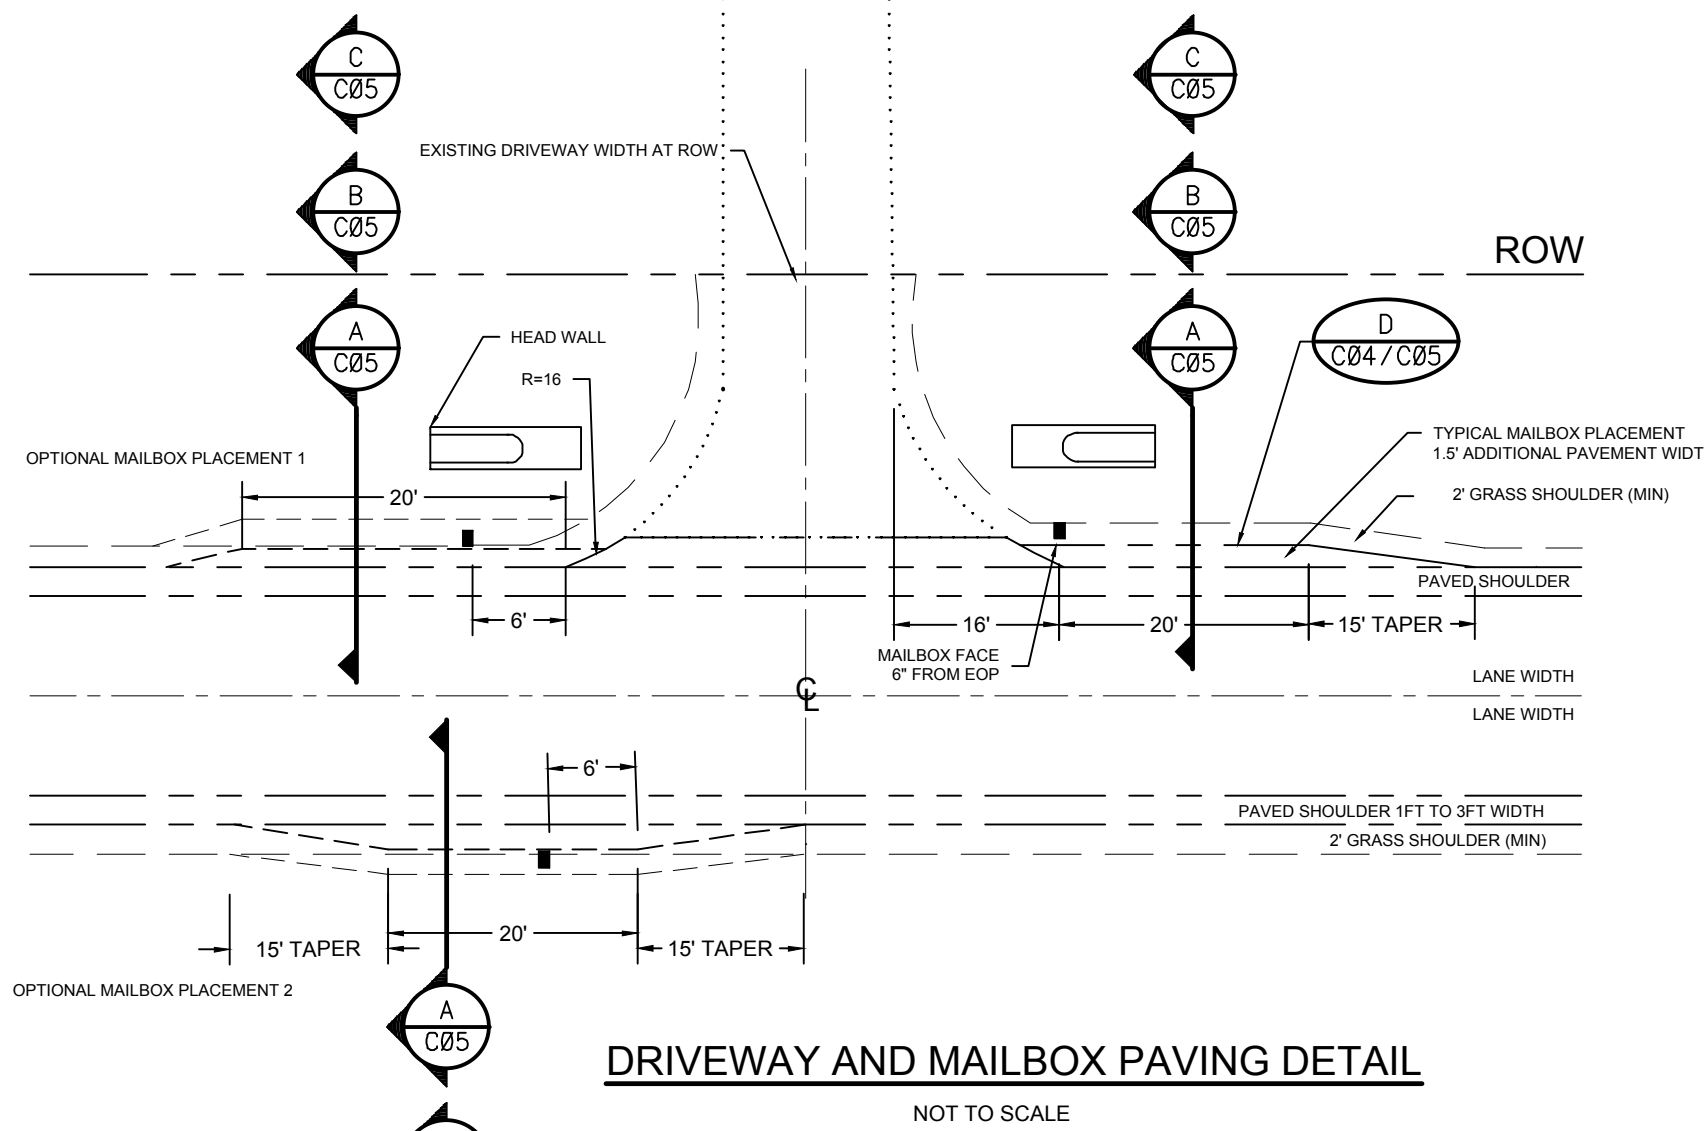 C
CØ5
C
CØ5
EXISTING DRIVEWAY WIDTH AT ROW
B
CØ5
B
CØ5
ROW
A
CØ5
HEAD WALL
A
CØ5
D
CØ4/CØ5
R=16
TYPICAL MAILBOX PLACEMENT
1.5' ADDITIONAL PAVEMENT WIDT
OPTIONAL MAILBOX PLACEMENT 1
20'
2' GRASS SHOULDER (MIN)
PAVED SHOULDER
6'
16'
20'
15' TAPER
MAILBOX FACE
6" FROM EOP
LANE WIDTH
CL
LANE WIDTH
6'
PAVED SHOULDER 1FT TO 3FT WIDTH
2' GRASS SHOULDER (MIN)
15' TAPER
20'
15' TAPER
OPTIONAL MAILBOX PLACEMENT 2
A
CØ5
DRIVEWAY AND MAILBOX PAVING DETAIL
NOT TO SCALE